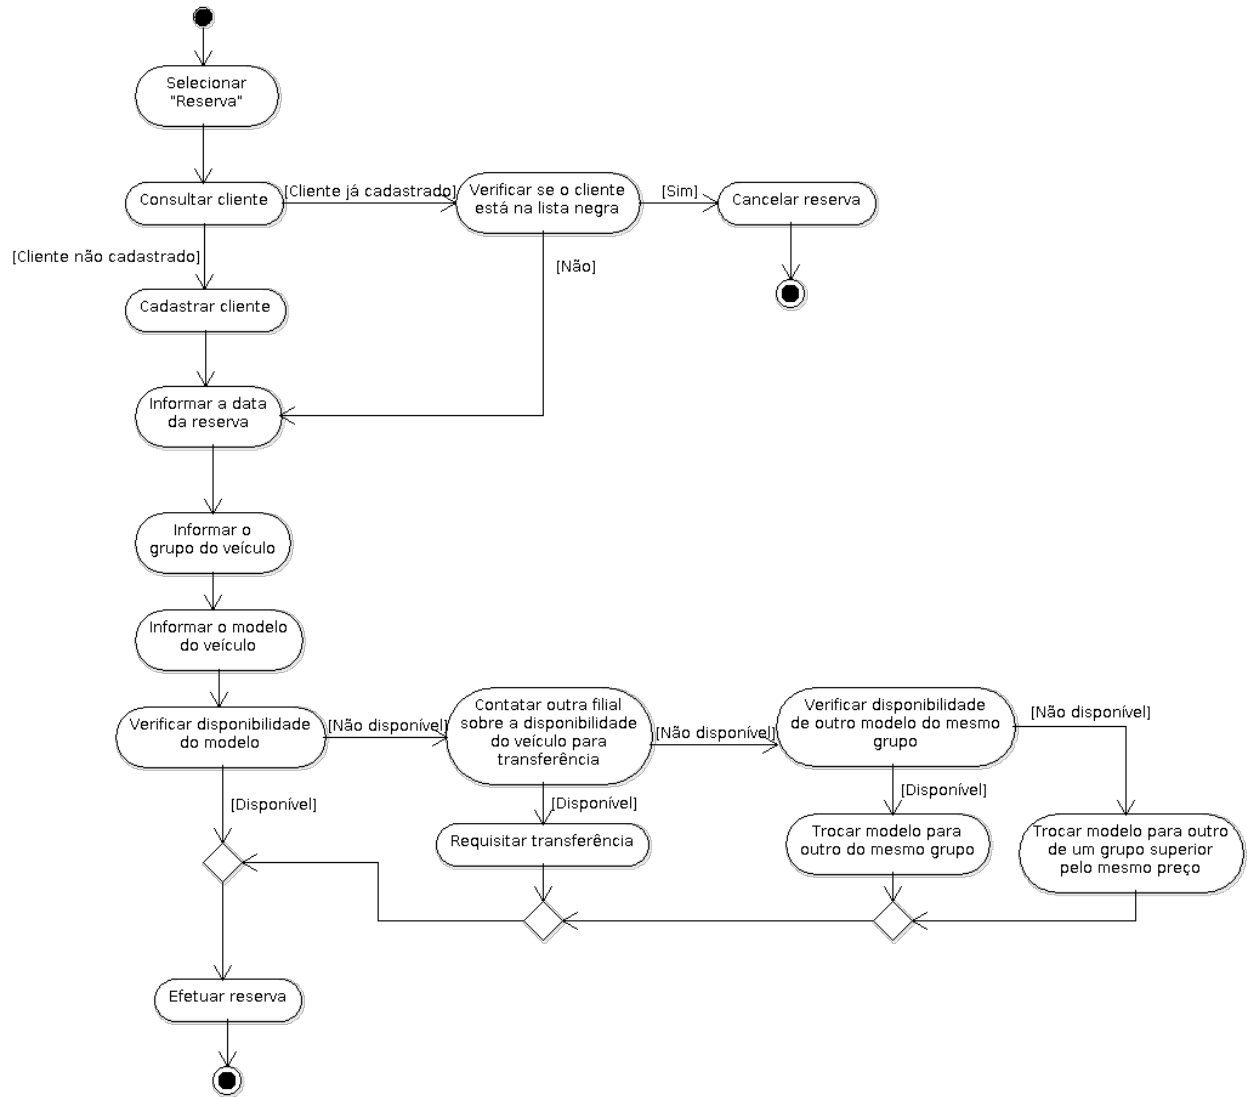 Selecionar
"Reserva"
Consultar cliente
[Cliente já cadastrado]
Verificar se o cliente
está na lista negra
[Sim]
Cancelar reserva
[Cliente não cadastrado]
[Não]
Cadastrar cliente
Informar a data
da reserva
Informar o
grupo do veículo
Informar o modelo
do veículo
Verificar disponibilidade
do modelo
[Não disponível]
Contatar outra filial
sobre a disponibilidade
do veículo para
transferência
[Não disponível]
Verificar disponibilidade
de outro modelo do mesmo
grupo
[Não disponível]
[Disponível]
[Disponível]
[Disponível]
Requisitar transferência
Trocar modelo para
outro do mesmo grupo
Trocar modelo para outro
de um grupo superior
pelo mesmo preço
Efetuar reserva